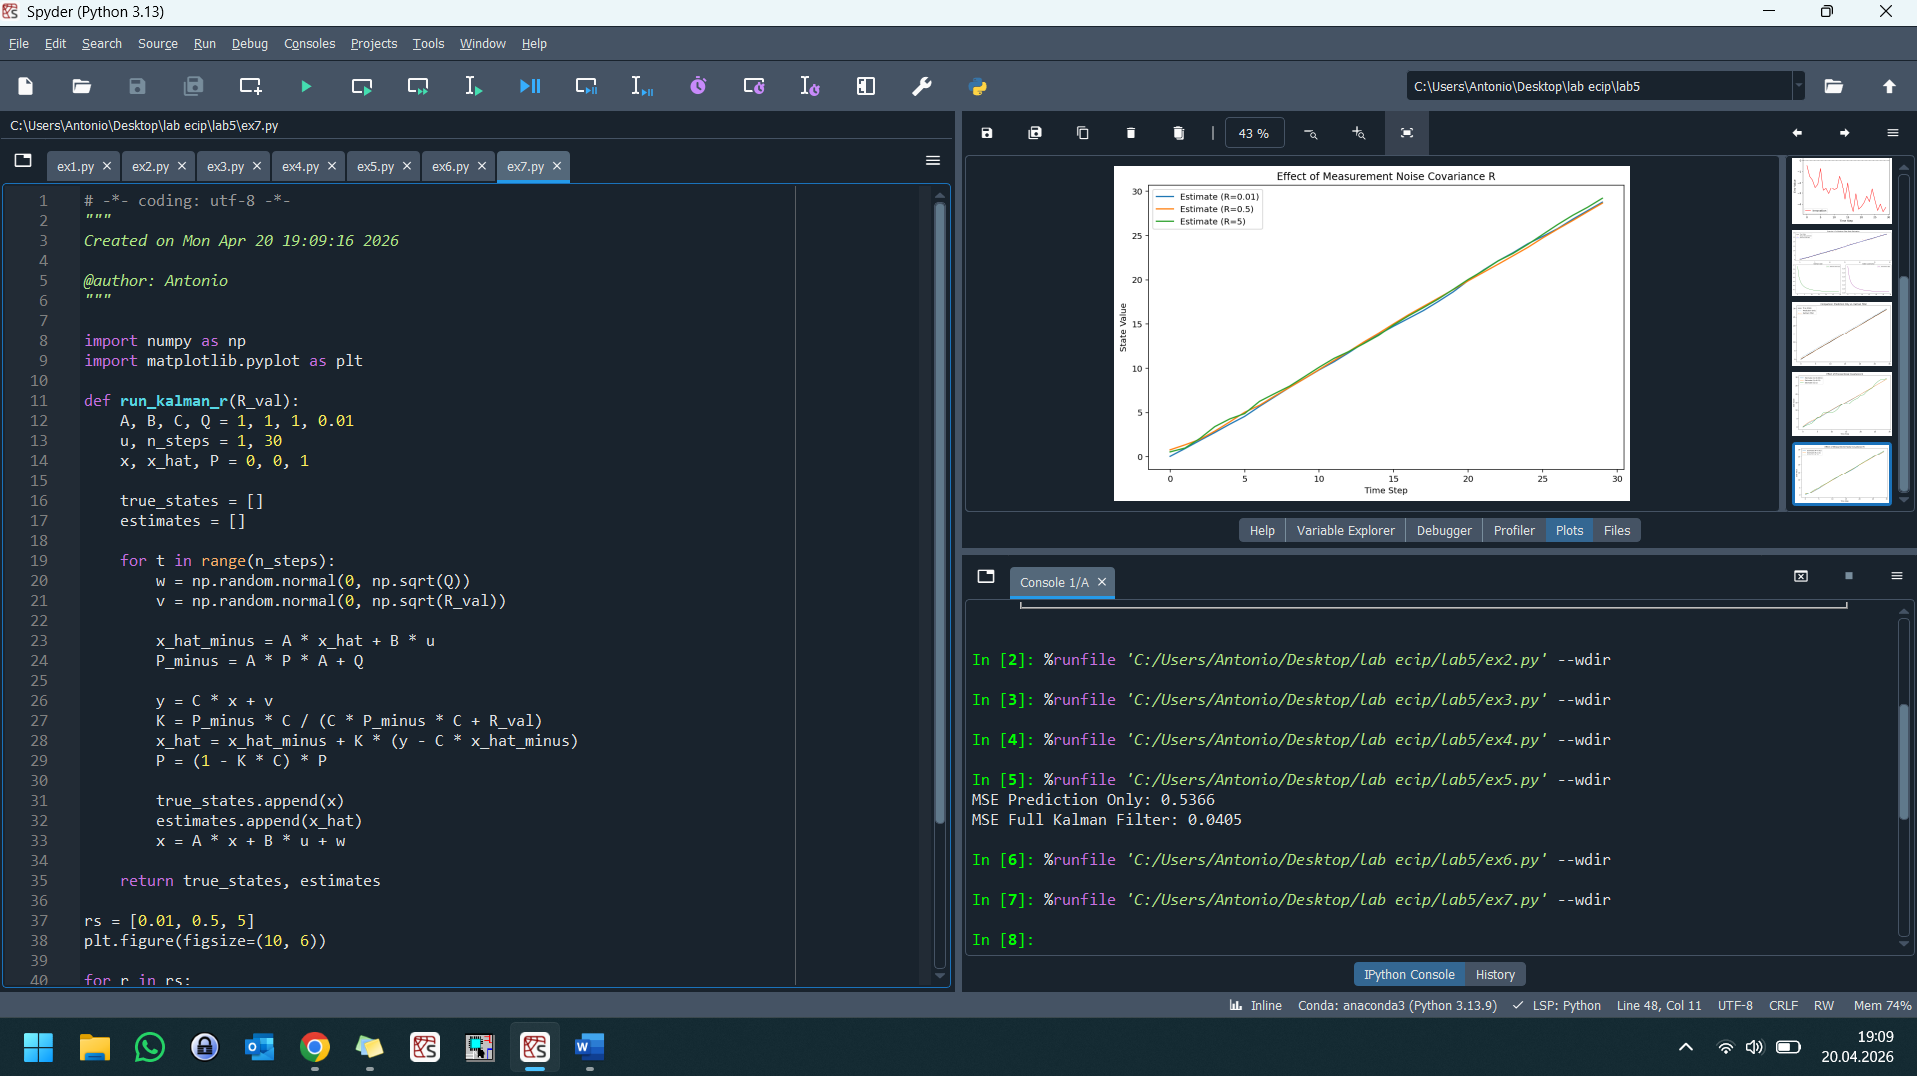 Spyder (Python 3.13)
File Edit Search Source Run Debug Consoles Projects Tools Window Help
C:\Users\Antonio\Desktop\lab ecip\lab5
C:\Users\Antonio\Desktop\lab ecip\lab5\ex7.py
ex1.py ex2.py ex3.py ex4.py ex5.py ex6.py ex7.py
1 # -*- coding: utf-8 -*-
2 """
3 Created on Mon Apr 20 19:09:16 2026
4
5 @author: Antonio
6 """
7
8 import numpy as np
9 import matplotlib.pyplot as plt
10
11 def run_kalman_r(R_val):
12 A, B, C, Q = 1, 1, 1, 0.01
13 u, n_steps = 1, 30
14 x, x_hat, P = 0, 0, 1
15
16 true_states = []
17 estimates = []
18
19 for t in range(n_steps):
20 w = np.random.normal(0, np.sqrt(Q))
21 v = np.random.normal(0, np.sqrt(R_val))
22
23 x_hat_minus = A * x_hat + B * u
24 P_minus = A * P * A + Q
25
26 y = C * x + v
27 K = P_minus * C / (C * P_minus * C + R_val)
28 x_hat = x_hat_minus + K * (y - C * x_hat_minus)
29 P = (1 - K * C) * P
30
31 true_states.append(x)
32 estimates.append(x_hat)
33 x = A * x + B * u + w
34
35 return true_states, estimates
36
37 rs = [0.01, 0.5, 5]
38 plt.figure(figsize=(10, 6))
39
40 for r in rs:
43 %
Effect of Measurement Noise Covariance R
Estimate (R=0.01)
Estimate (R=0.5)
Estimate (R=5)
30
25
20
15
10
5
0
State Value
0 5 10 15 20 25 30
Time Step
Help Variable Explorer Debugger Profiler Plots Files
Console 1/A
In [2]: %runfile 'C:/Users/Antonio/Desktop/lab ecip/lab5/ex2.py' --wdir
In [3]: %runfile 'C:/Users/Antonio/Desktop/lab ecip/lab5/ex3.py' --wdir
In [4]: %runfile 'C:/Users/Antonio/Desktop/lab ecip/lab5/ex4.py' --wdir
In [5]: %runfile 'C:/Users/Antonio/Desktop/lab ecip/lab5/ex5.py' --wdir
MSE Prediction Only: 0.5366
MSE Full Kalman Filter: 0.0405
In [6]: %runfile 'C:/Users/Antonio/Desktop/lab ecip/lab5/ex6.py' --wdir
In [7]: %runfile 'C:/Users/Antonio/Desktop/lab ecip/lab5/ex7.py' --wdir
In [8]:
IPython Console History
Inline Conda: anaconda3 (Python 3.13.9) LSP: Python Line 48, Col 11 UTF-8 CRLF RW Mem 74%
19:09
20.04.2026